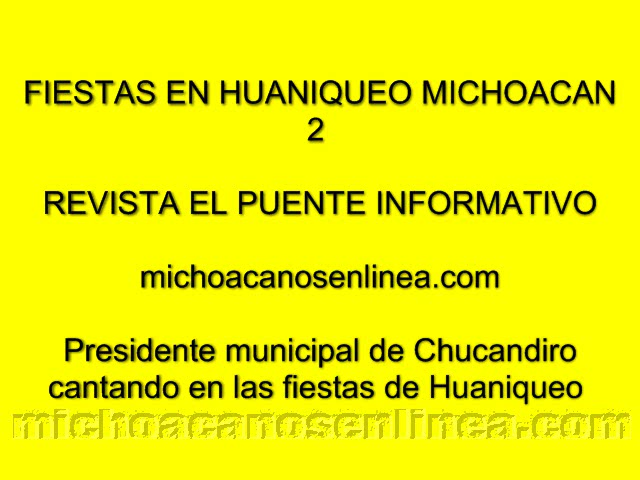 FIESTAS EN HUANIQUEO MICHOACAN
2
REVISTA EL PUENTE INFORMATIVO
michoacanosenlinea.com
Presidente municipal de Chucandiro
cantando en las fiestas de Huaniqueo
michoacanosenlinea.com